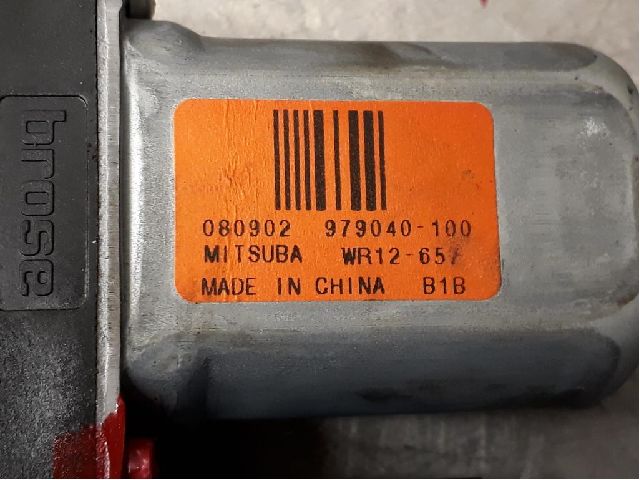 brose
080902 979040-100
MITSUBA WR12-657
MADE IN CHINA B1B